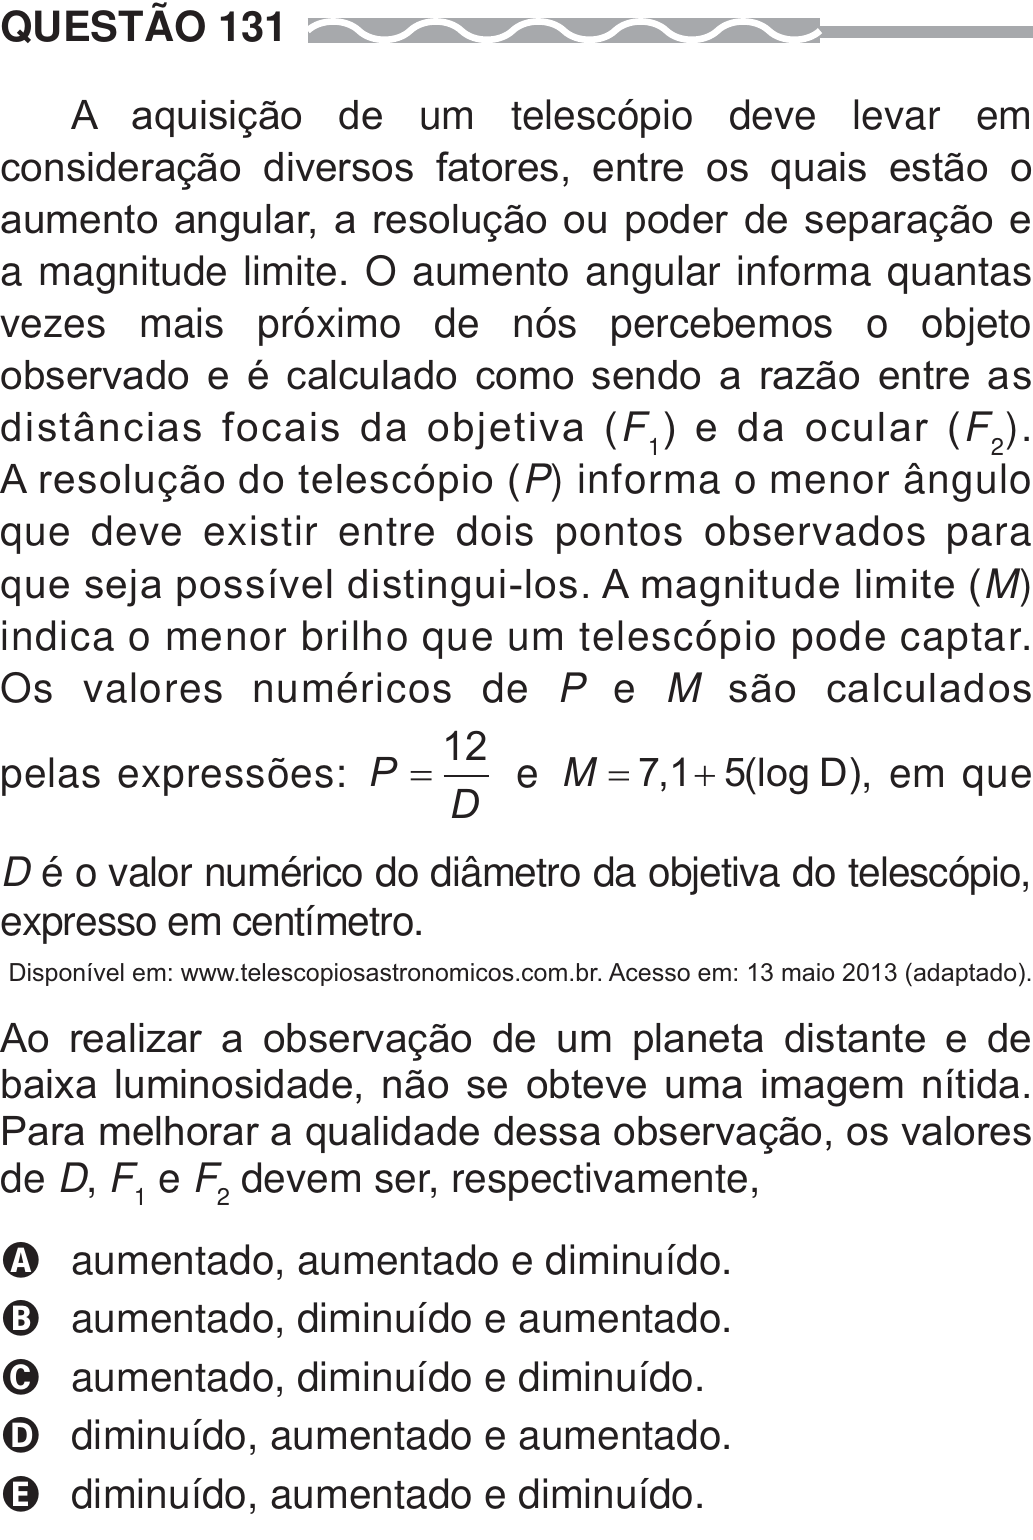 QUESTÃO 131
A aquisição de um telescópio deve levar em
consideração diversos fatores, entre os quais estão o
aumento angular, a resolução ou poder de separação e
a magnitude limite. O aumento angular informa quantas
vezes mais próximo de nós percebemos o objeto
observado e é calculado como sendo a razão entre as
distâncias focais da objetiva (F₁) e da ocular (F₂).
A resolução do telescópio (P) informa o menor ângulo
que deve existir entre dois pontos observados para
que seja possível distingui-los. A magnitude limite (M)
indica o menor brilho que um telescópio pode captar.
Os valores numéricos de P e M são calculados
pelas expressões: P = 12/D e M = 7,1 + 5(log D), em que
D é o valor numérico do diâmetro da objetiva do telescópio,
expresso em centímetro.
Disponível em: www.telescopiosastronomicos.com.br. Acesso em: 13 maio 2013 (adaptado).
Ao realizar a observação de um planeta distante e de
baixa luminosidade, não se obteve uma imagem nítida.
Para melhorar a qualidade dessa observação, os valores
de D, F₁ e F₂ devem ser, respectivamente,
A aumentado, aumentado e diminuído.
B aumentado, diminuído e aumentado.
C aumentado, diminuído e diminuído.
D diminuído, aumentado e aumentado.
E diminuído, aumentado e diminuído.